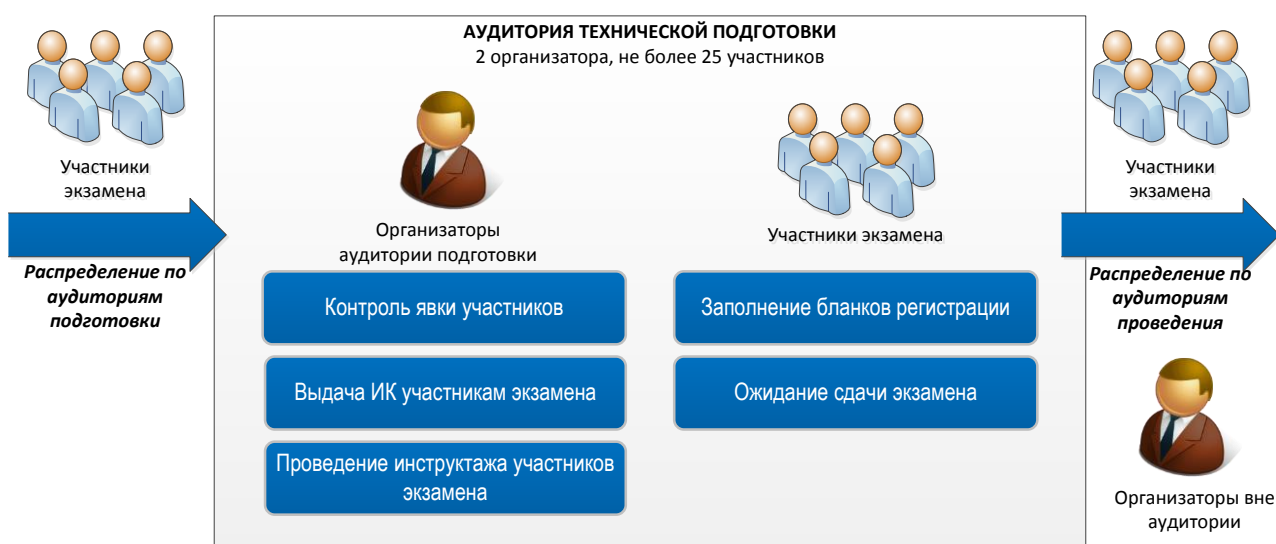 АУДИТОРИЯ ТЕХНИЧЕСКОЙ ПОДГОТОВКИ
2 организатора, не более 25 участников
Участники
экзамена
Распределение по
аудиториям
подготовки
Организаторы
аудитории подготовки
Контроль явки участников
Выдача ИК участникам экзамена
Проведение инструктажа участников
экзамена
Участники экзамена
Заполнение бланков регистрации
Ожидание сдачи экзамена
Участники
экзамена
Распределение по
аудиториям
проведения
Организаторы вне
аудитории